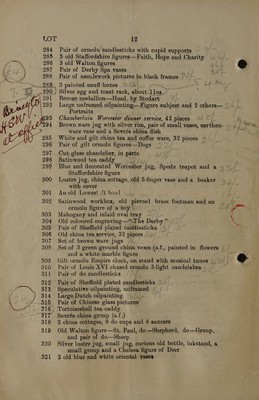 LOT 12
284 Pair of ormolu candlesticks with cupid supports
285 3 old Staffordshire figures—Faith, Hope and Charity
286 3 old Walton figures
287 Pair of Derby Spa vases
288 Pair of needlework pictures in black frames
289 3 painted snuff-boxes
290 Silver egg and toast rack, about 11oz.
291 Bronze medallion—Head, by Stodart
292 Large unframed oilpainting—Figure subject and 2 others—
Portraits
293 Chamberlain Worcester dinner service, 42 pieces
294 Brown ware jug with silver rim, pair of small vases, earthen-
ware vase and a Sevrès china dish
295 White and gilt china tea and coffee ware, 32 pieces
296 Pair of gilt ormolu figures—Dogs
297 Cut glass chandelier, in parts
298 Satinwood tea caddy
299 Blue and decorated Worcester jug, Spode teapot and a
Staffordshire figure
300 Lustre jug, china cottage, old 5-finger vase and a beaker
with cover
301 An old Lowestoft bowl
302 Satinwood workbox, old pierced brass footman and an
ormolu figure of a boy
303 Mahogany and inlaid oval tray
304 Old coloured engraving—"The Derby"
305 Pair of Sheffield plated candlesticks
306 Old china tea service, 32 pieces
307 Set of brown ware jugs
308 Set of 3 green ground china vases (a.f.), painted in flowers
and a white marble figure
309 Gilt ormolu Empire clock, on stand with musical tunes
310 Pair of Louis XVI chased ormolu 3-light candelabra
311 Pair of do candlesticks
312 Pair of Sheffield plated candlesticks
313 Speculative oilpainting, unframed
314 Large Dutch oilpainting
315 Pair of Chinese glass pictures
316 Tortoiseshell tea caddy
317 Sevrès china group (a.f.)
318 2 china cottages, 8 do cups and 6 saucers
319 Old Walton figure—St. Paul, do—Shepherd, do—Group,
and pair of do—Sheep
320 Silver lustre jug, small jug, curious old bottle, inkstand, a
small group and a Chelsea figure of Deer
321 2 old blue and white oriental vases